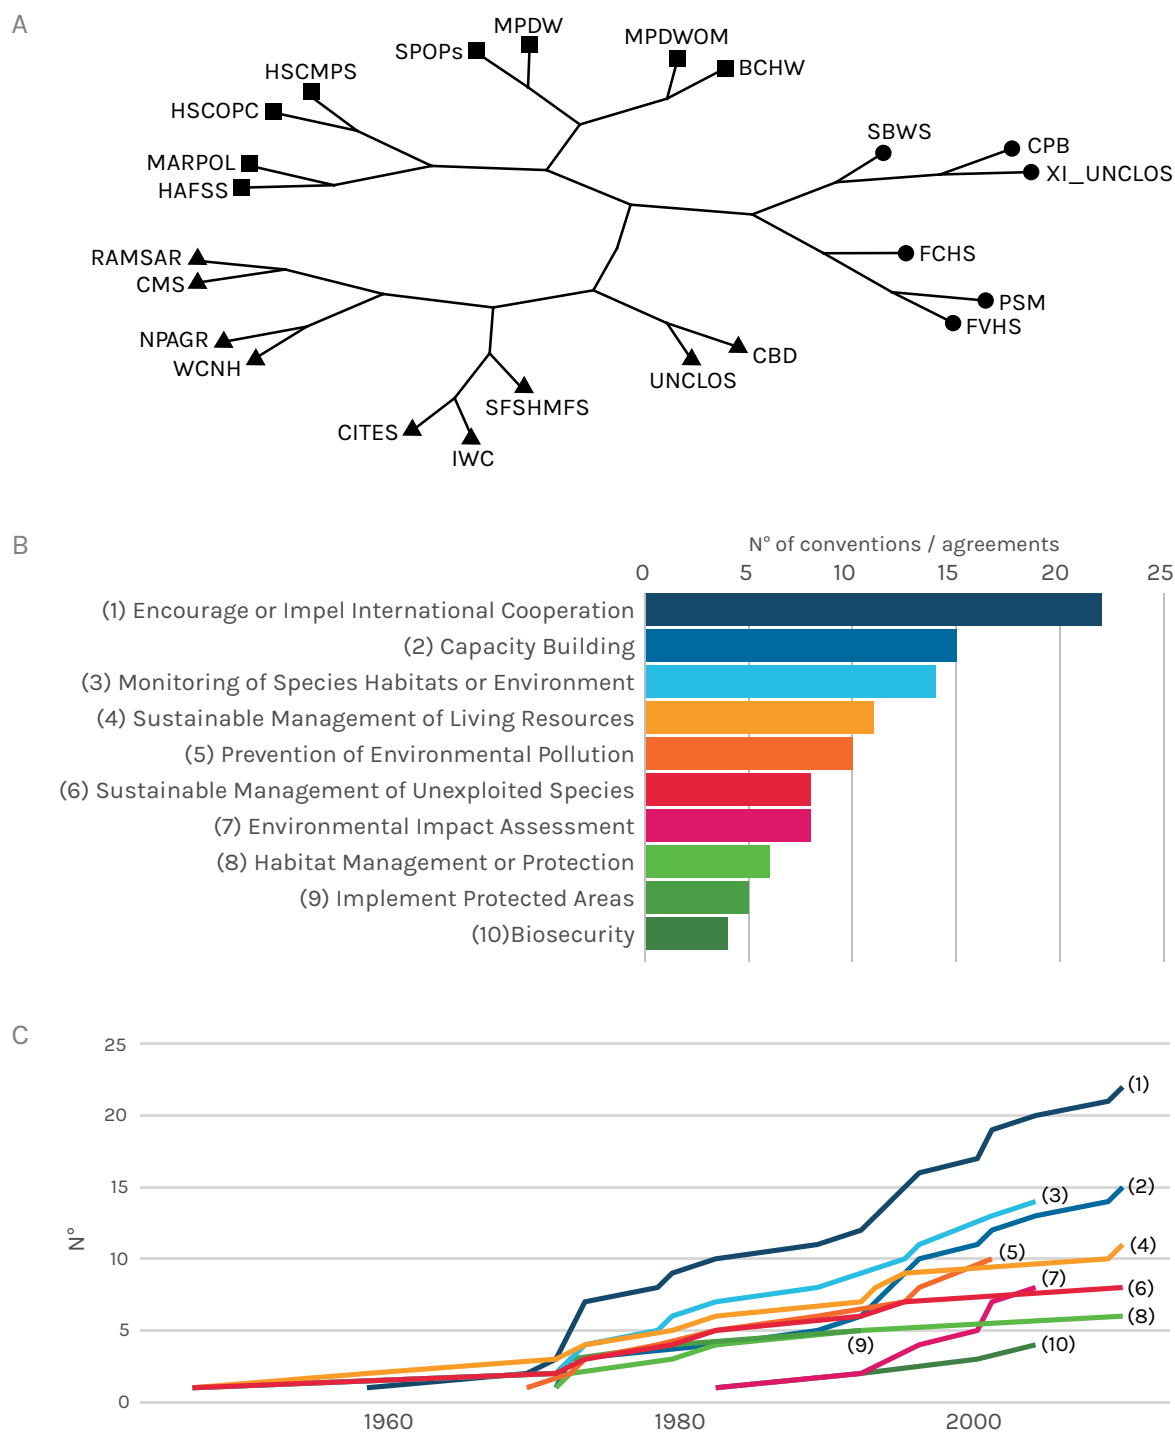 A
MPDW
SPOPs
MPDWOM
BCHW
HSCMPS
HSCOPC
SBWS
CPB
MARPOL
XI_UNCLOS
HAFSS
RAMSAR
FCHS
CMS
PSM
FVHS
NPAGR
WCNH
CBD
UNCLOS
SFSHMFS
CITES
IWC
B
N° of conventions / agreements
0 5 10 15 20 25
(1) Encourage or Impel International Cooperation
(2) Capacity Building
(3) Monitoring of Species Habitats or Environment
(4) Sustainable Management of Living Resources
(5) Prevention of Environmental Pollution
(6) Sustainable Management of Unexploited Species
(7) Environmental Impact Assessment
(8) Habitat Management or Protection
(9) Implement Protected Areas
(10)Biosecurity
C
25
20
15
10
5
0
N°
(1)
(2)
(3)
(4)
(5)
(7)
(6)
(8)
(9)
(10)
1960 1980 2000